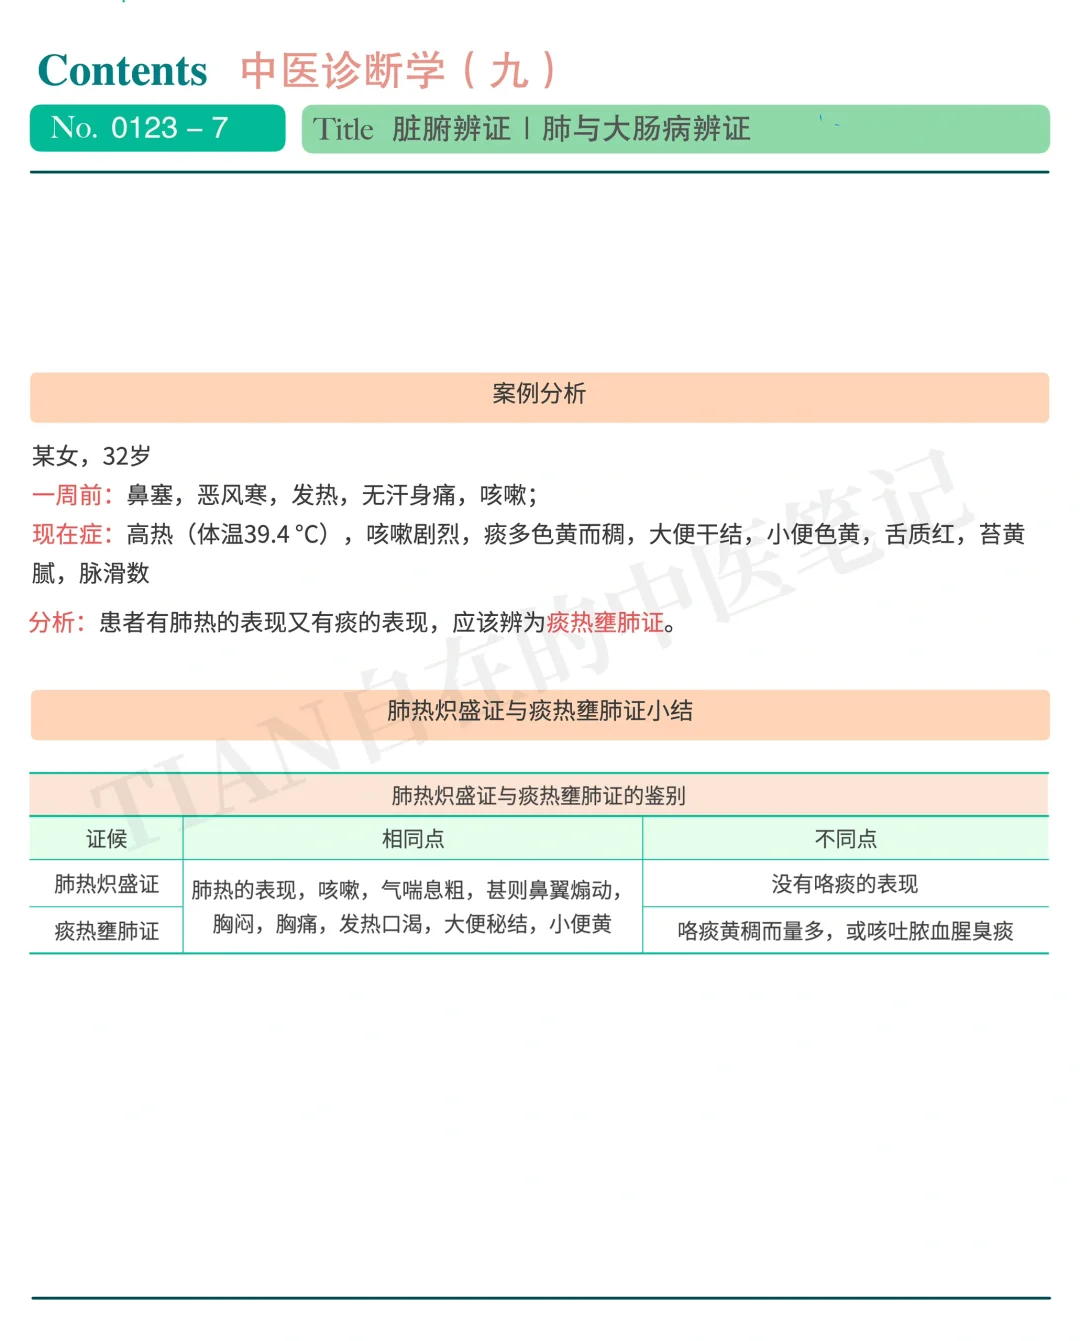 Contents 中医诊断学（九）
No. 0123 – 7
Title 脏腑辨证 | 肺与大肠病辨证
案例分析
某女，32岁
一周前：鼻塞，恶风寒，发热，无汗身痛，咳嗽；
现在症：高热（体温39.4 °C），咳嗽剧烈，痰多色黄而稠，大便干结，小便色黄，舌质红，苔黄
腻，脉滑数
分析：患者有肺热的表现又有痰的表现，应该辨为痰热壅肺证。
肺热炽盛证与痰热壅肺证小结
肺热炽盛证与痰热壅肺证的鉴别
证候 相同点 不同点
肺热炽盛证
肺热的表现，咳嗽，气喘息粗，甚则鼻翼煽动，
胸闷，胸痛，发热口渴，大便秘结，小便黄
没有咯痰的表现
痰热壅肺证
咯痰黄稠而量多，或咳吐脓血腥臭痰
TIAN自在的中医笔记